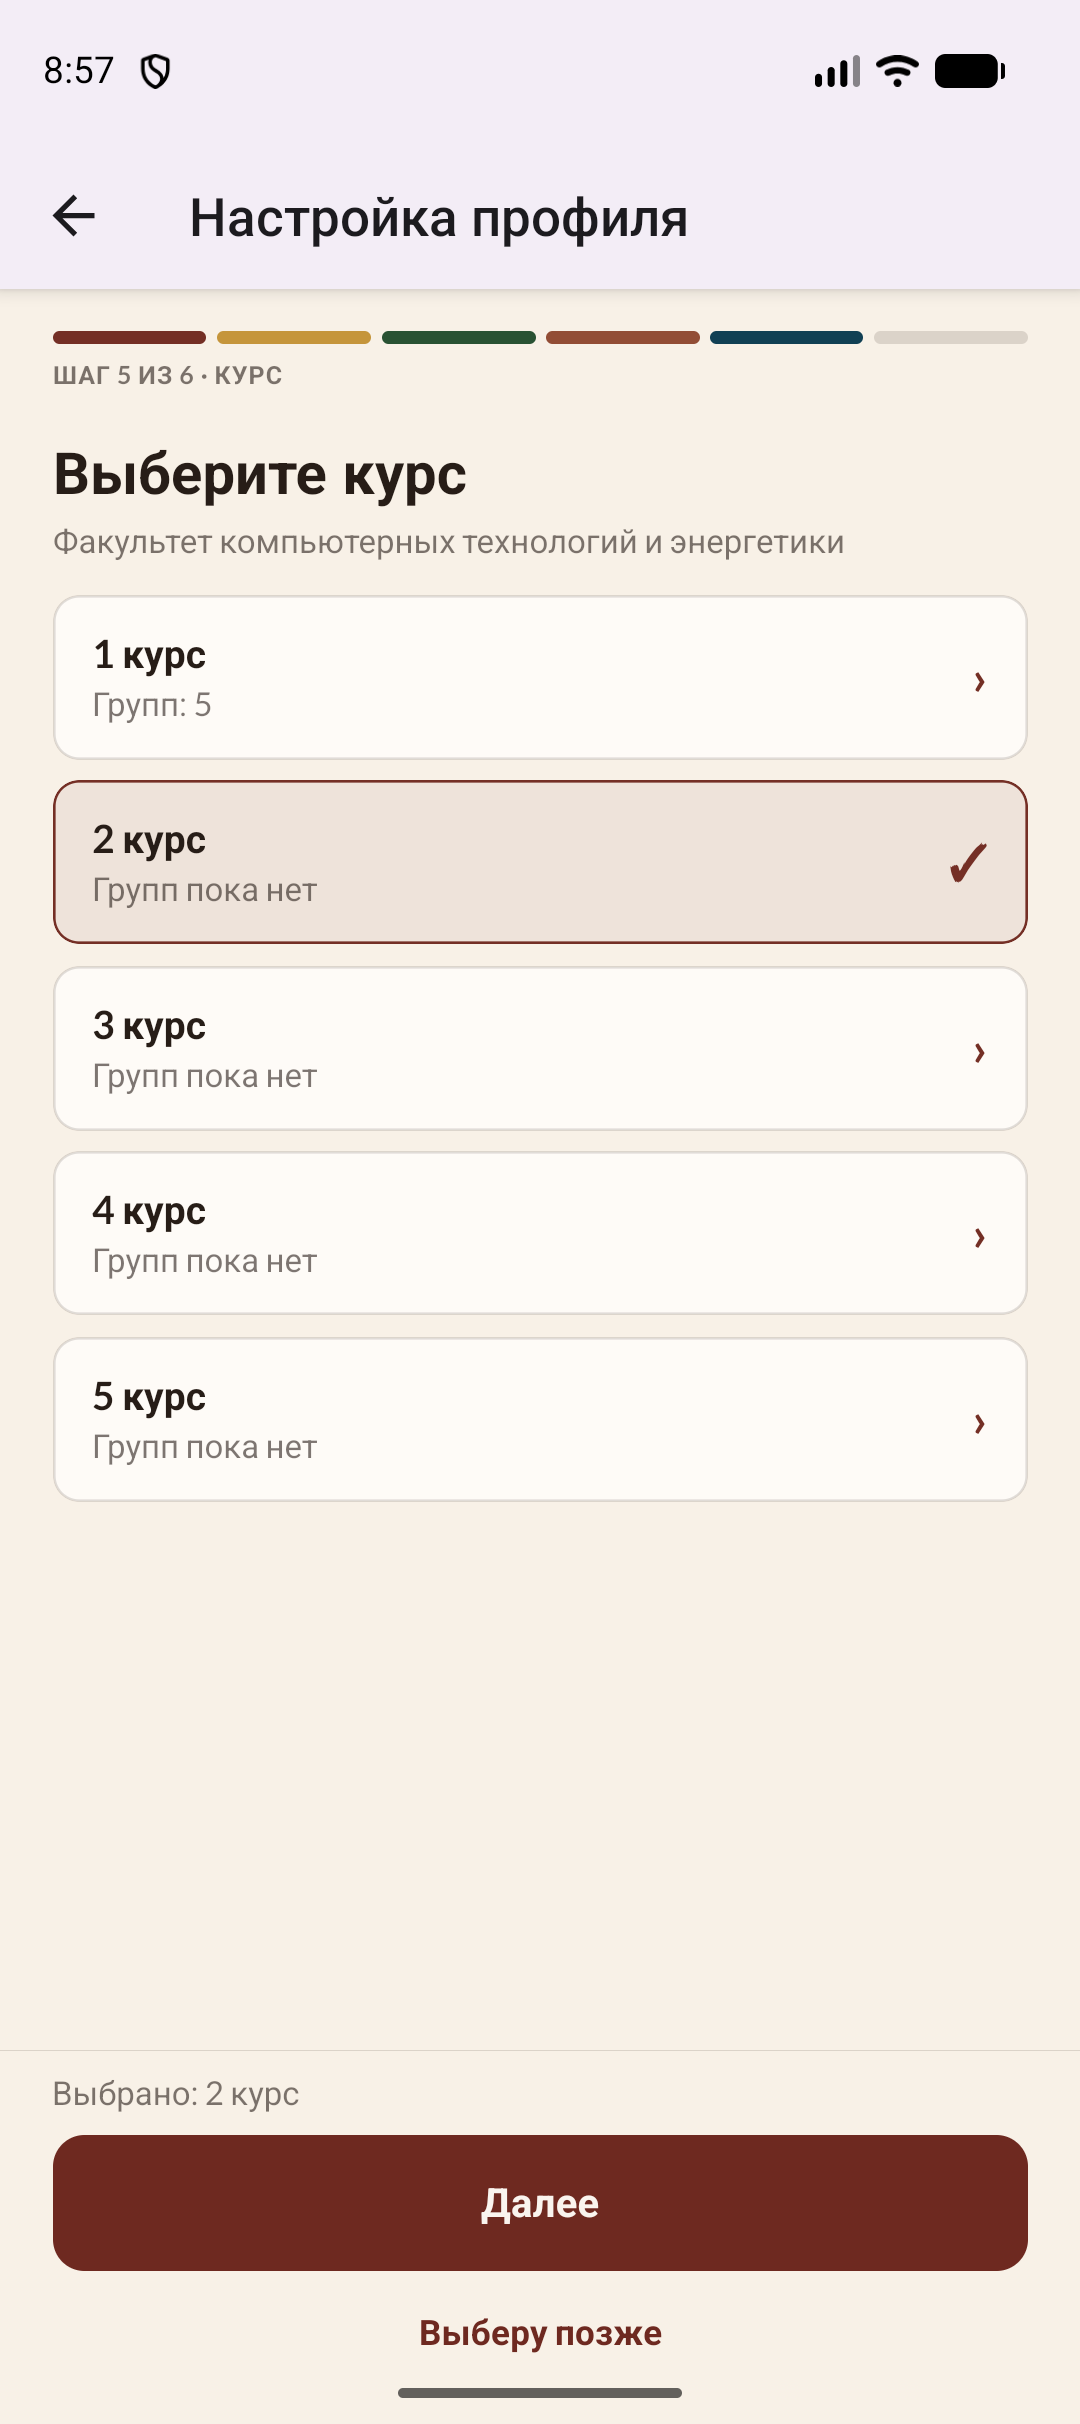 8:57
Настройка профиля
ШАГ 5 ИЗ 6 · КУРС
Выберите курс
Факультет компьютерных технологий и энергетики
1 курс
Групп: 5
›
2 курс
Групп пока нет
✓
3 курс
Групп пока нет
›
4 курс
Групп пока нет
›
5 курс
Групп пока нет
›
Выбрано: 2 курс
Далее
Выберу позже